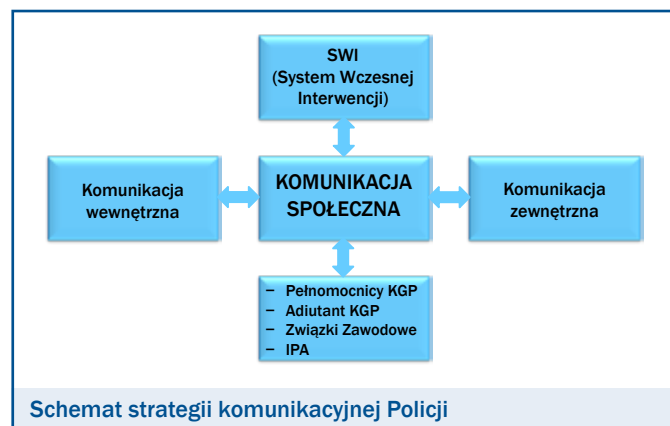 SWI
(System Wczesnej
Interwencji)
Komunikacja
wewnętrzna
KOMUNIKACJA
SPOŁECZNA
Komunikacja
zewnętrzna
– Pełnomocnicy KGP
– Adiutant KGP
– Związki Zawodowe
– IPA
Schemat strategii komunikacyjnej Policji